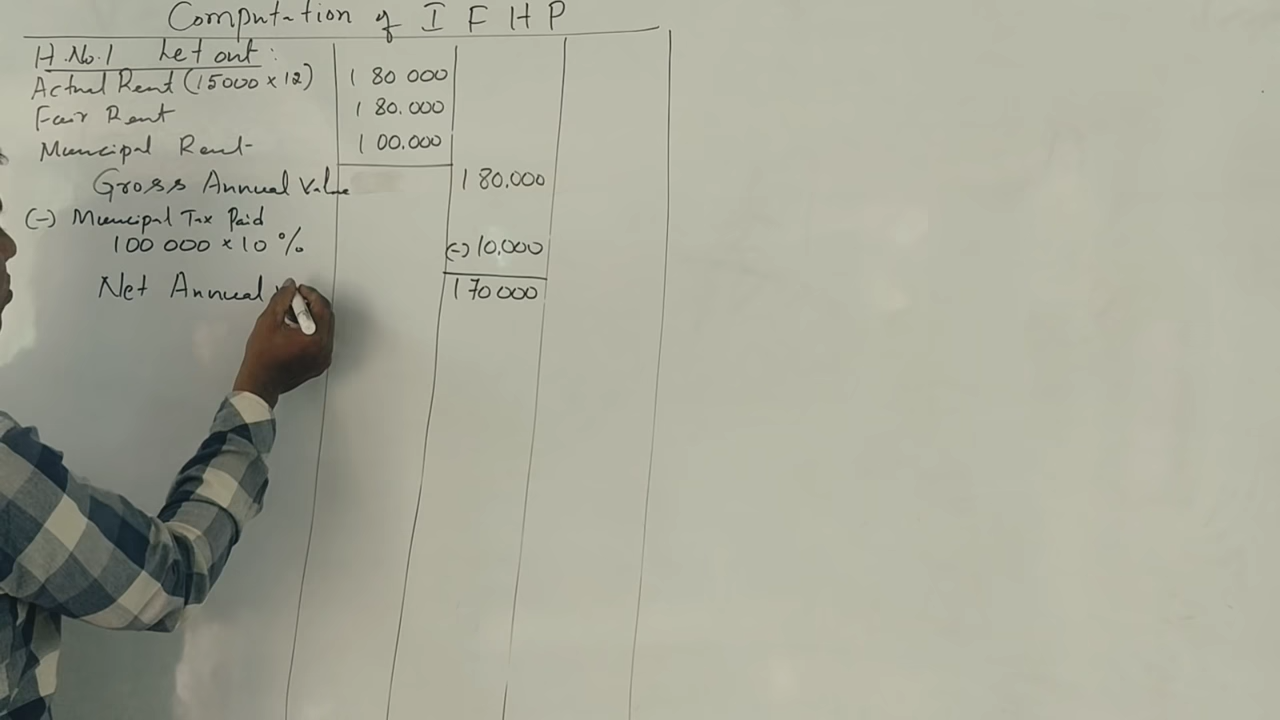 Computation of I F H P
H.No.1 Let out :
Actual Rent (15000 × 12) 1 80 000
Fair Rent 1 80.000
Muncipal Rent 1 00.000
Gross Annual Value 1 80,000
(-) Muncipal Tax Paid
100 000 × 10 % (-) 10,000
Net Annual 1 70 000